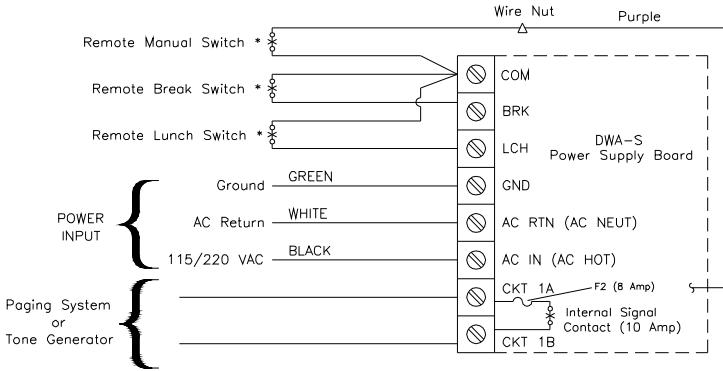 Wire Nut
Purple
Remote Manual Switch *
COM
Remote Break Switch *
BRK
DWA-S
Power Supply Board
Remote Lunch Switch *
LCH
Ground
GREEN
GND
POWER
INPUT
AC Return
WHITE
AC RTN (AC NEUT)
115/220 VAC
BLACK
AC IN (AC HOT)
CKT 1A
F2 (8 Amp)
Paging System
or
Tone Generator
Internal Signal
Contact (10 Amp)
CKT 1B